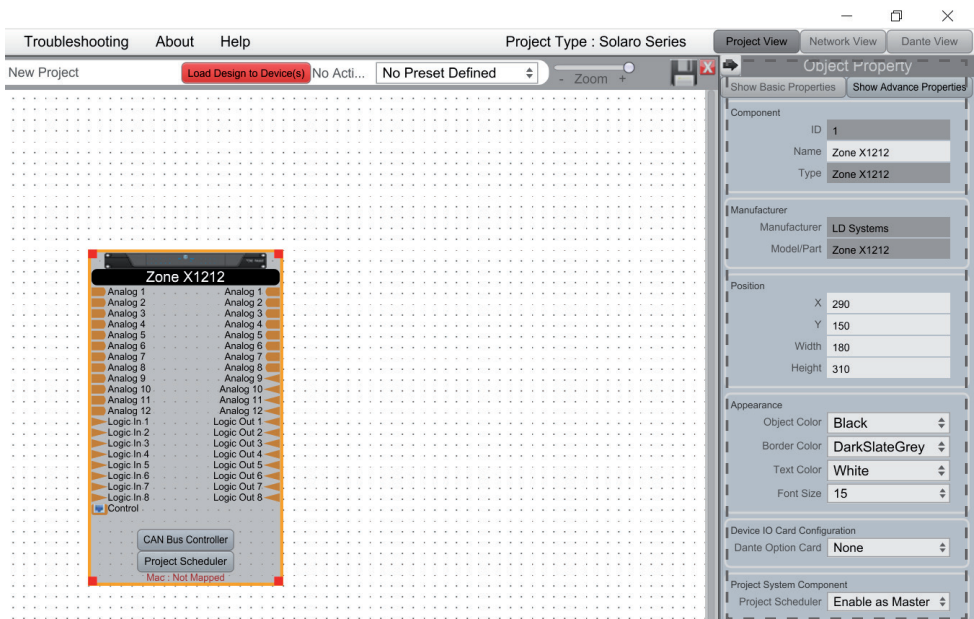 Troubleshooting About Help Project Type : Solaro Series Project View Network View Dante View
New Project Load Design to Device(s) No Acti... No Preset Defined - Zoom +
Object Property
Show Basic Properties Show Advance Properties
Component
ID 1
Name Zone X1212
Type Zone X1212
Manufacturer
Manufacturer LD Systems
Model/Part Zone X1212
Position
X 290
Y 150
Width 180
Height 310
Appearance
Object Color Black
Border Color DarkSlateGrey
Text Color White
Font Size 15
Device IO Card Configuration
Dante Option Card None
Project System Component
Project Scheduler Enable as Master
Zone X1212
Analog 1 Analog 1
Analog 2 Analog 2
Analog 3 Analog 3
Analog 4 Analog 4
Analog 5 Analog 5
Analog 6 Analog 6
Analog 7 Analog 7
Analog 8 Analog 8
Analog 9 Analog 9
Analog 10 Analog 10
Analog 11 Analog 11
Analog 12 Analog 12
Logic In 1 Logic Out 1
Logic In 2 Logic Out 2
Logic In 3 Logic Out 3
Logic In 4 Logic Out 4
Logic In 5 Logic Out 5
Logic In 6 Logic Out 6
Logic In 7 Logic Out 7
Logic In 8 Logic Out 8
Control
CAN Bus Controller
Project Scheduler
Mac : Not Mapped